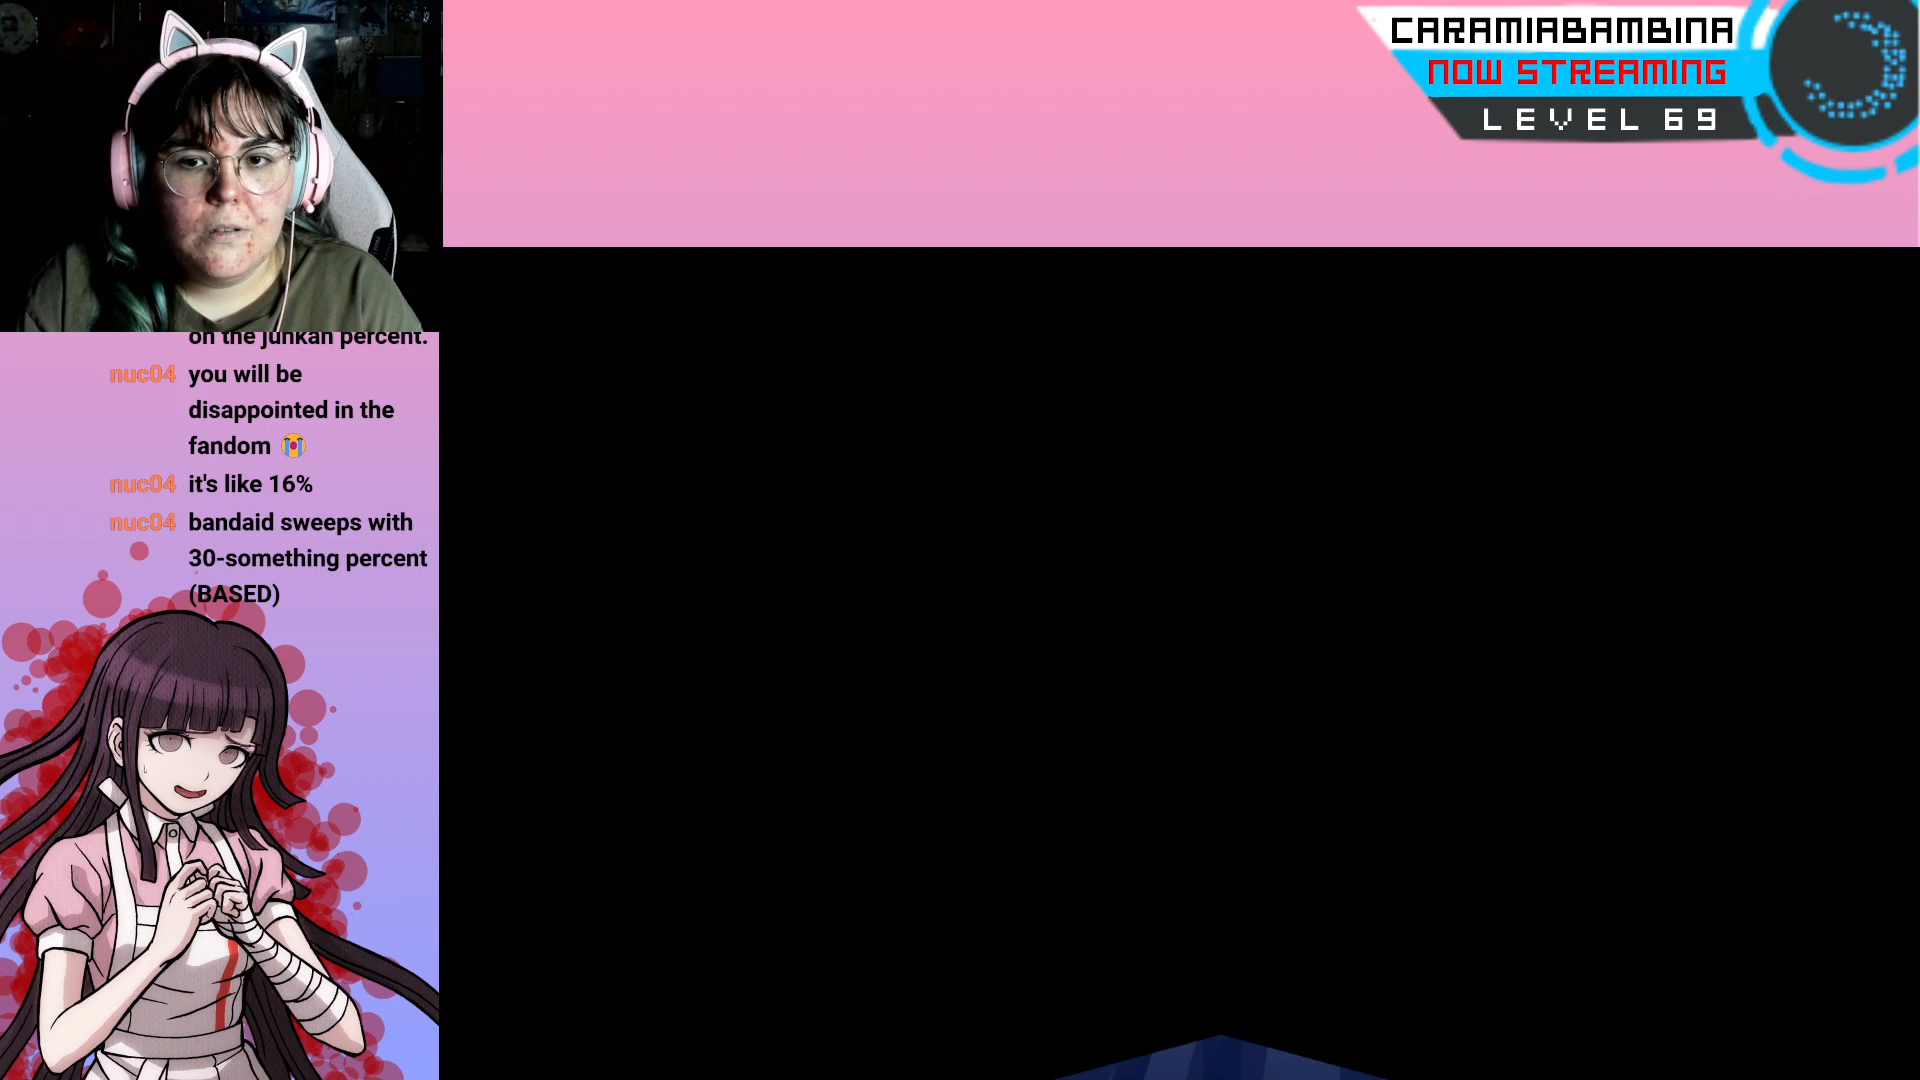 CARAMIABAMBINA
NOW STREAMING
LEVEL 69
on the junkan percent.
nuc04 you will be
disappointed in the
fandom 😭
nuc04 it's like 16%
nuc04 bandaid sweeps with
30-something percent
(BASED)